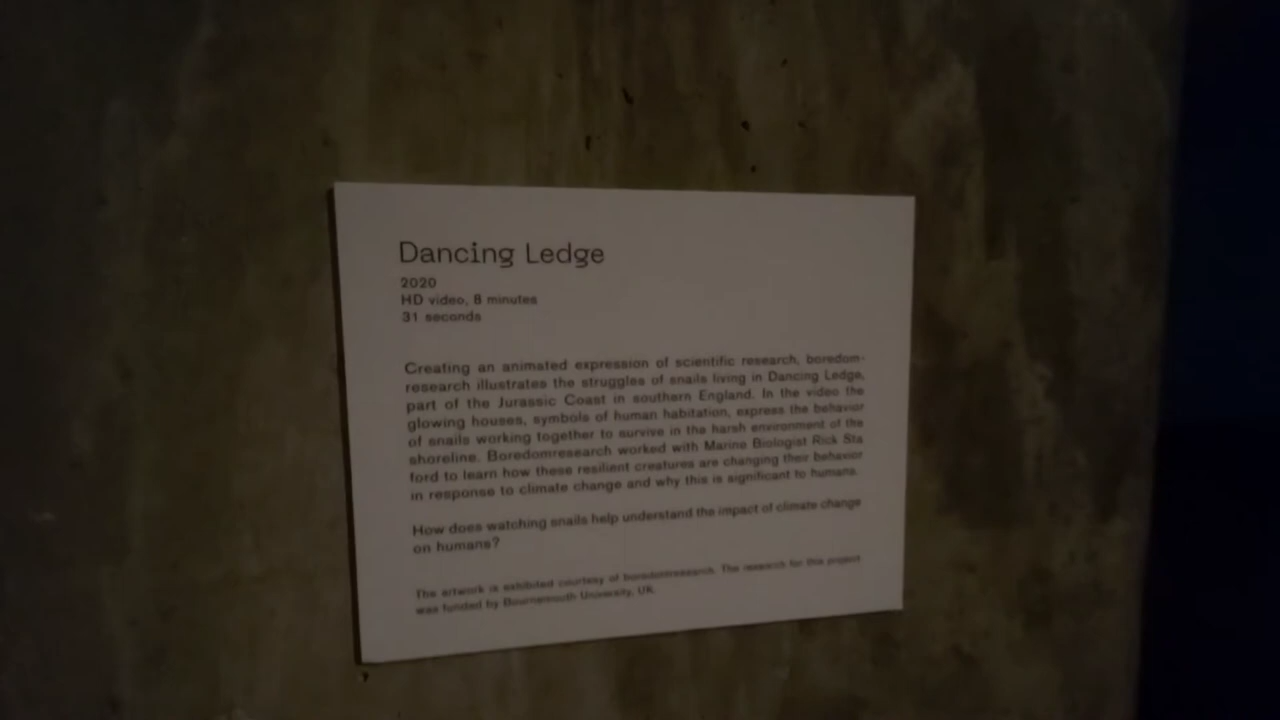 Dancing Ledge
2020
HD video, 8 minutes
31 seconds
Creating an animated expression of scientific research, boredom-
research illustrates the struggles of snails living in Dancing Ledge,
part of the Jurassic Coast in southern England. In the video the
glowing houses, symbols of human habitation, express the behavior
of snails working together to survive in the harsh environment of the
shoreline. Boredomresearch worked with Marine Biologist Rick Sta
ford to learn how these resilient creatures are changing their behavior
in response to climate change and why this is significant to humans.
How does watching snails help understand the impact of climate change
on humans?
The artwork is exhibited courtesy of boredomresearch. The research for this project
was funded by Bournemouth University, UK.